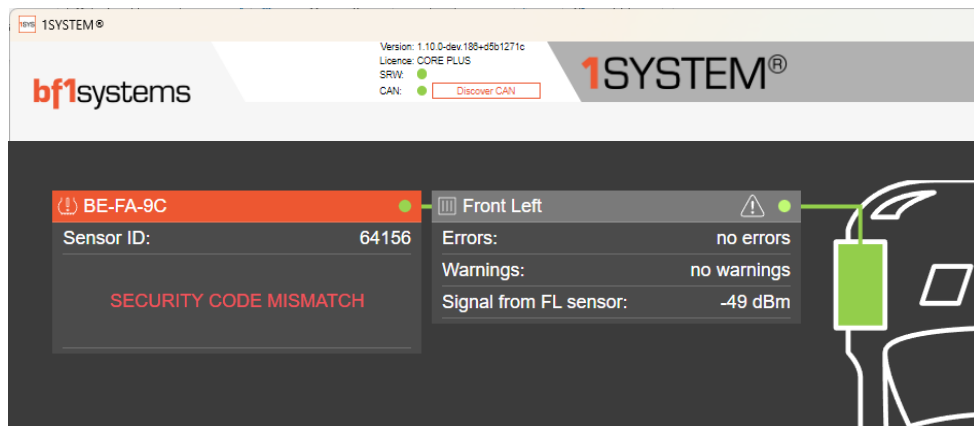 1SYS 1SYSTEM®
Version: 1.10.0-dev.186+d5b1271c
Licence: CORE PLUS
SRW:
CAN: Discover CAN
bf1systems
1SYSTEM®
BE-FA-9C
Sensor ID: 64156
SECURITY CODE MISMATCH
Front Left
Errors: no errors
Warnings: no warnings
Signal from FL sensor: -49 dBm